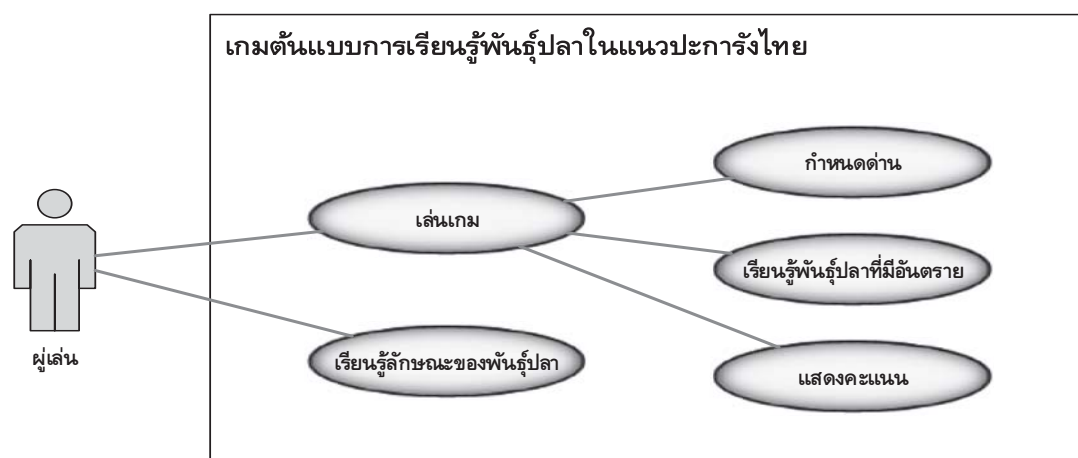 เกมต้นแบบการเรียนรู้พันธุ์ปลาในแนวปะการังไทย
กำหนดด่าน
เล่นเกม
เรียนรู้พันธุ์ปลาที่มีอันตราย
ผู่เล่น
เรียนรู้ลักษณะของพันธุ์ปลา
แสดงคะแนน